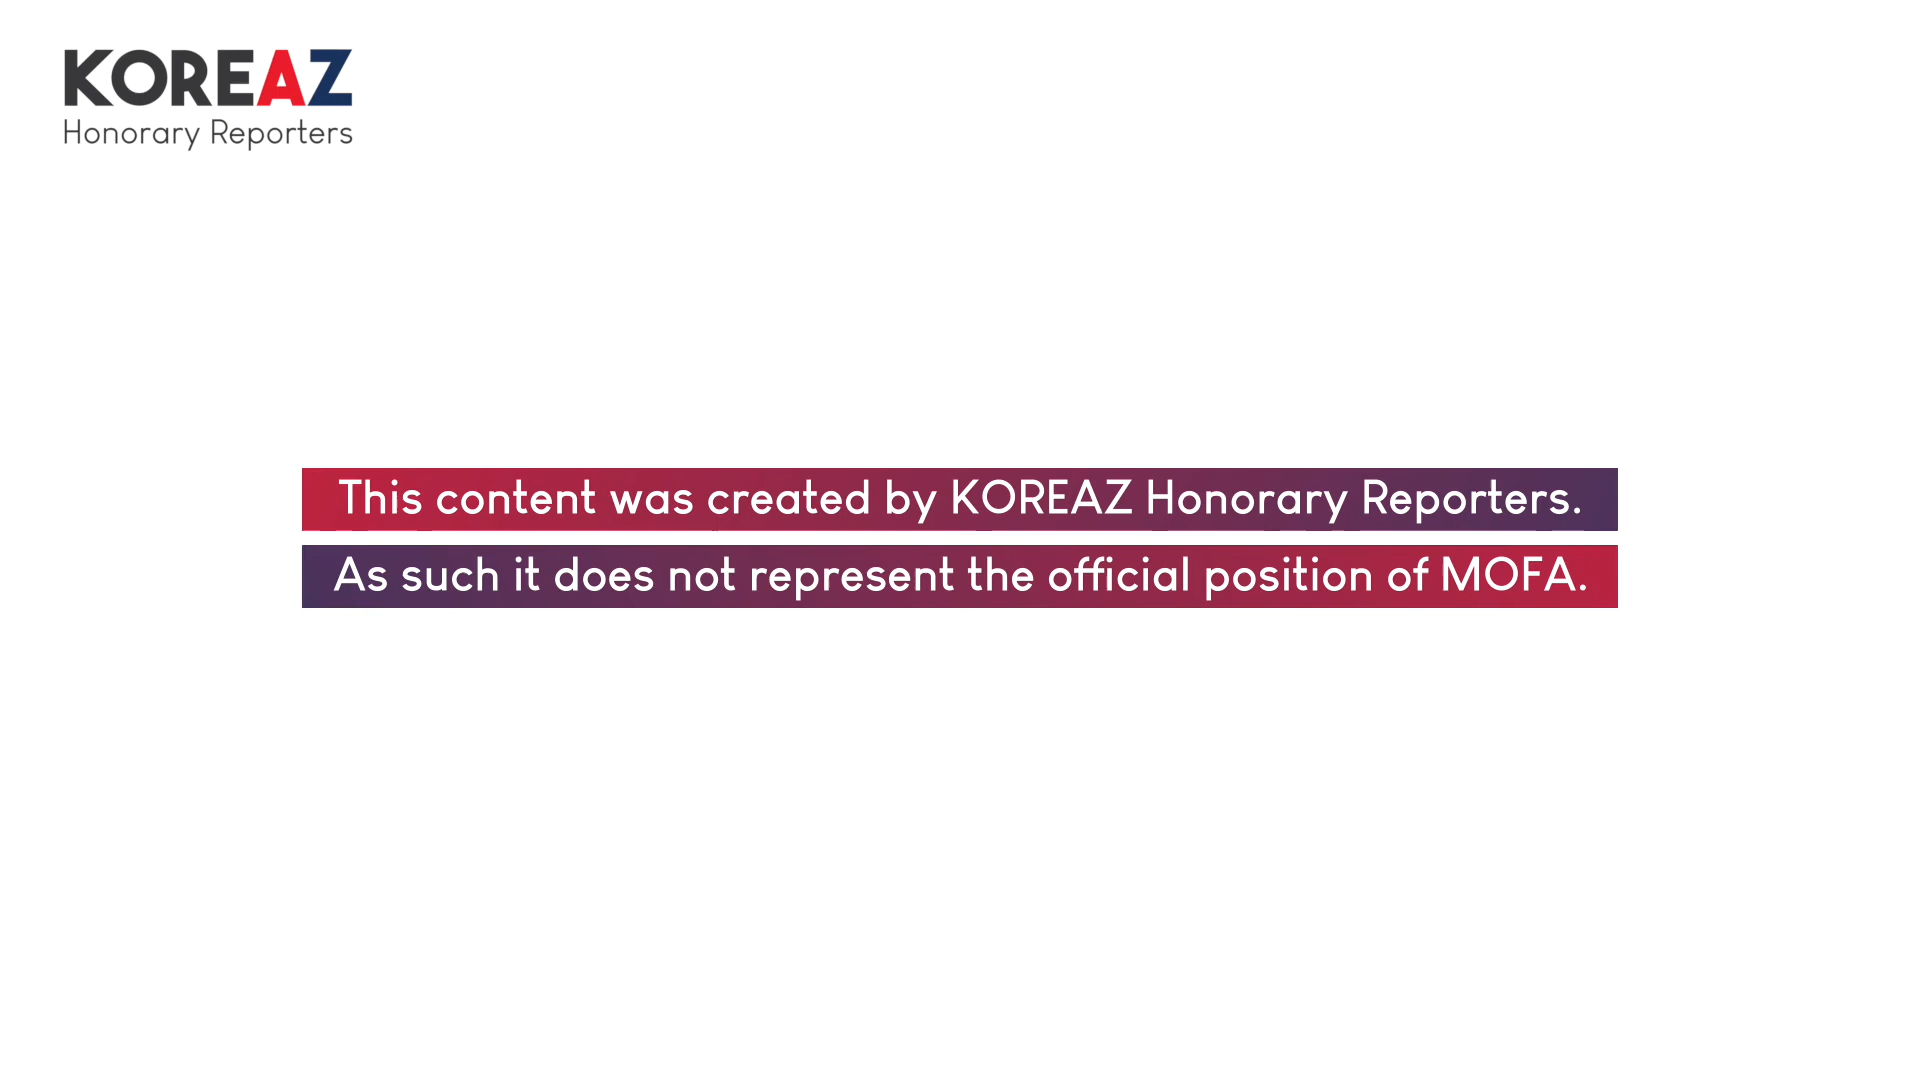 KOREAZ
Honorary Reporters
This content was created by KOREAZ Honorary Reporters.
As such it does not represent the official position of MOFA.